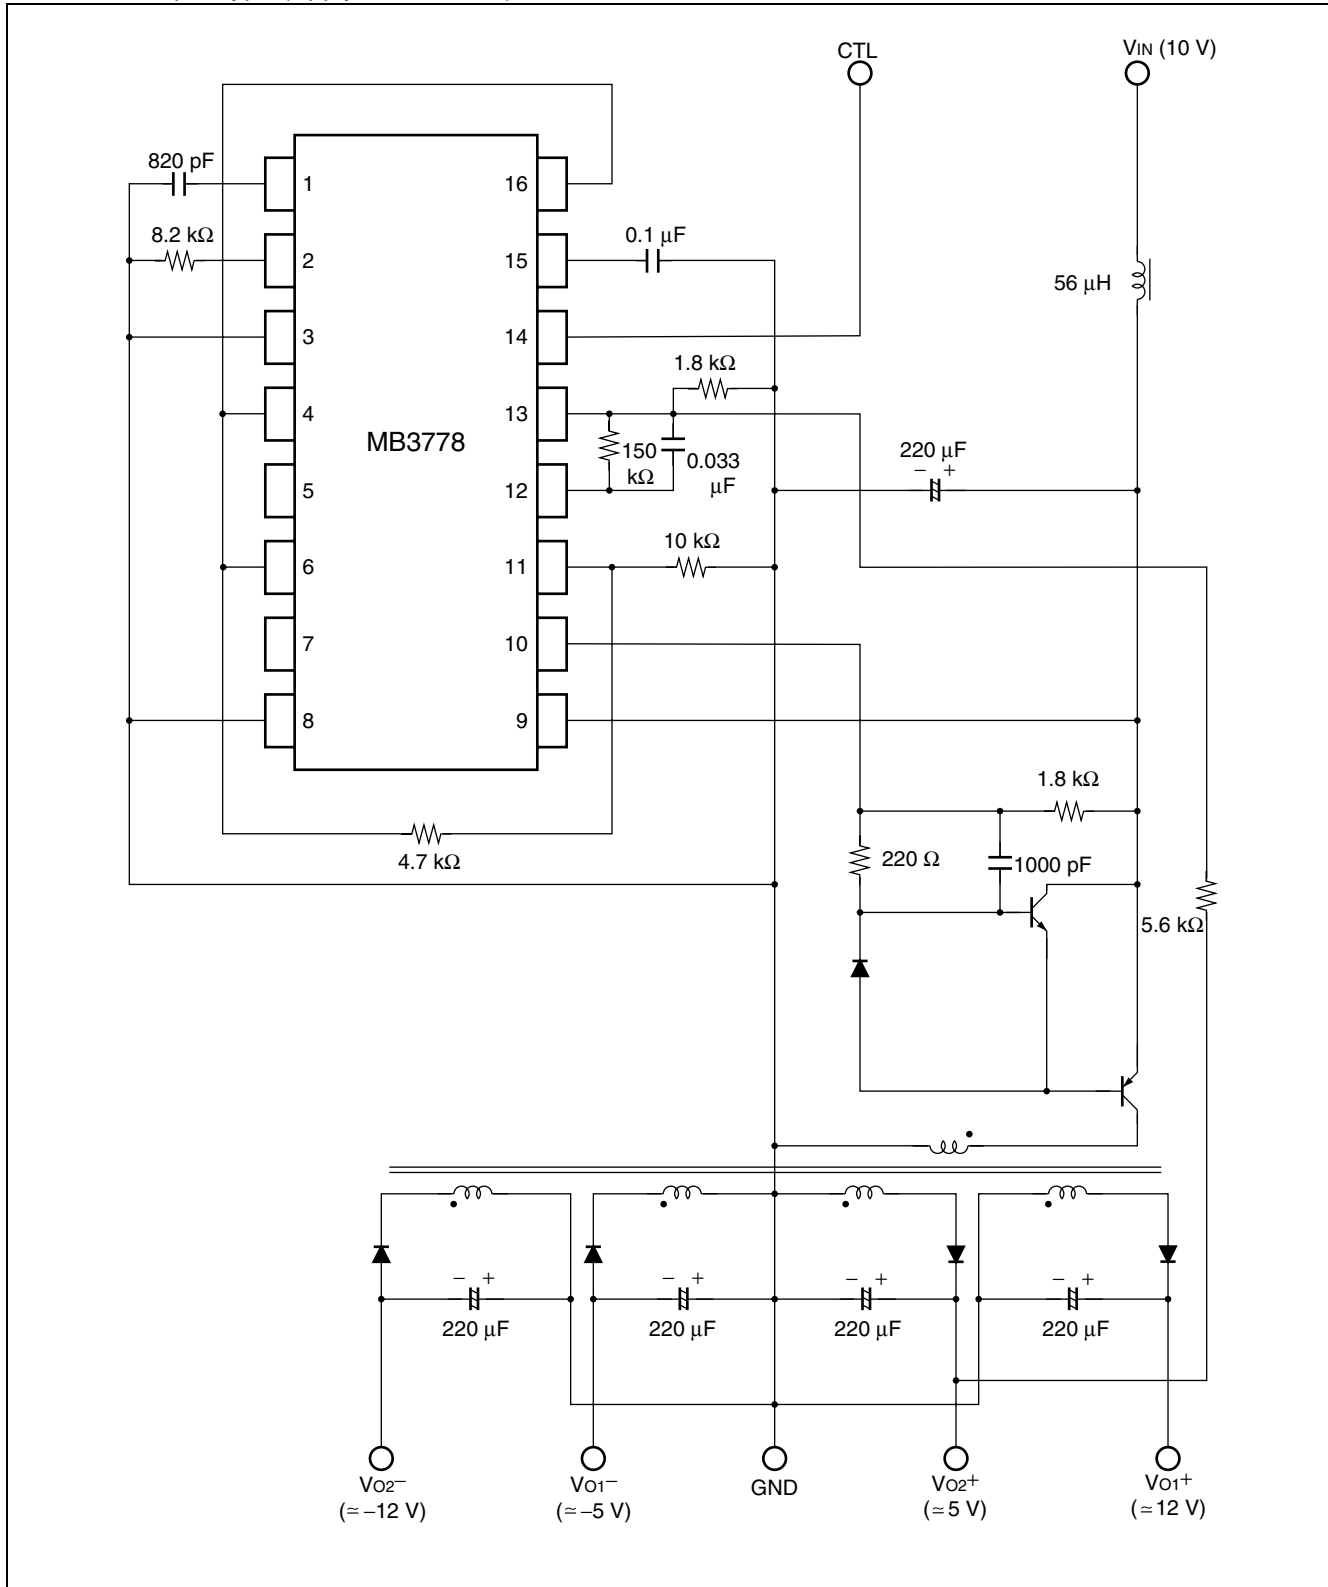 CTL
VIN (10 V)
820 pF
1
16
8.2 kΩ
0.1 μF
2
15
56 μH
3
14
1.8 kΩ
4
13
MB3778
150
kΩ
0.033
μF
220 μF
− +
5
12
10 kΩ
6
11
7
10
8
9
1.8 kΩ
4.7 kΩ
220 Ω
1000 pF
5.6 kΩ
− +
− +
− +
− +
220 μF
220 μF
220 μF
220 μF
VO2−
(≃ −12 V)
VO1−
(≃ −5 V)
GND
VO2+
(≃ 5 V)
VO1+
(≃ 12 V)